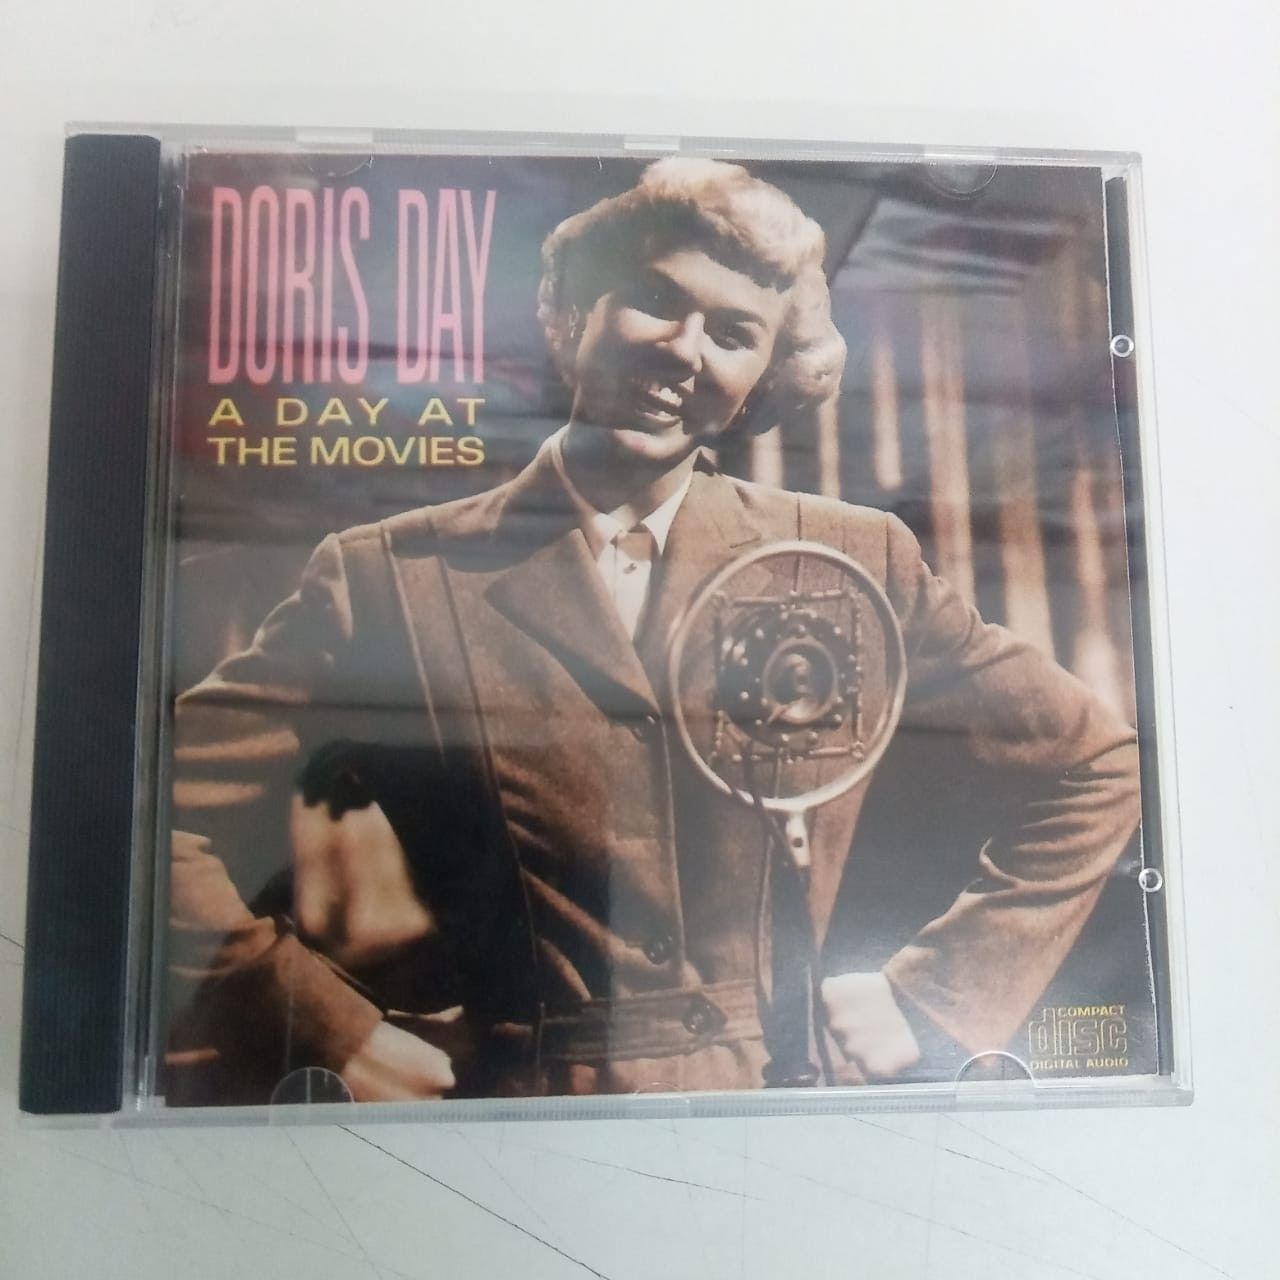 DORIS DAY
A DAY AT
THE MOVIES
COMPACT
disc
DIGITAL AUDIO